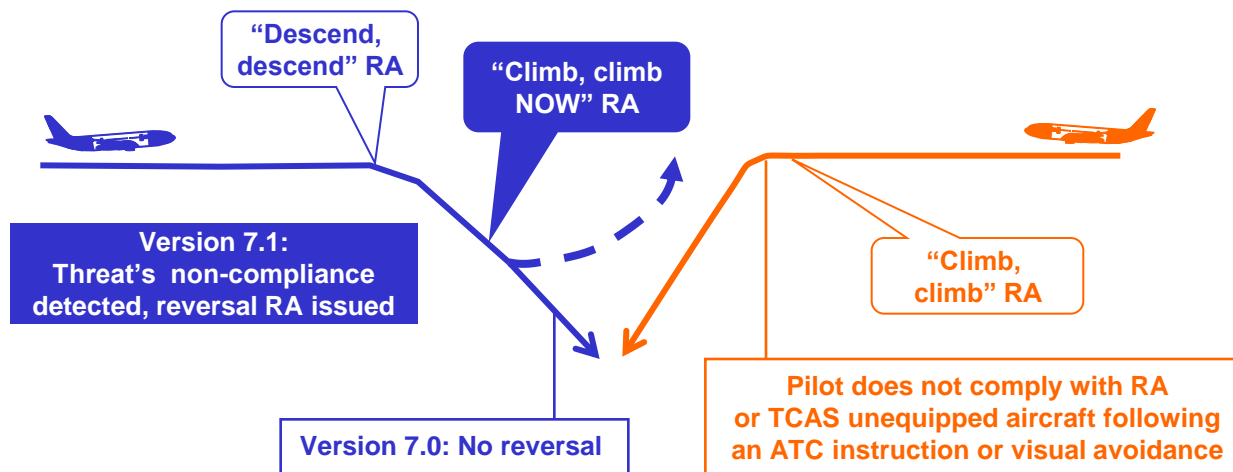 “Descend,
descend” RA
“Climb, climb
NOW” RA
Version 7.1:
Threat’s non-compliance
detected, reversal RA issued
“Climb,
climb” RA
Version 7.0: No reversal
Pilot does not comply with RA
or TCAS unequipped aircraft following
an ATC instruction or visual avoidance